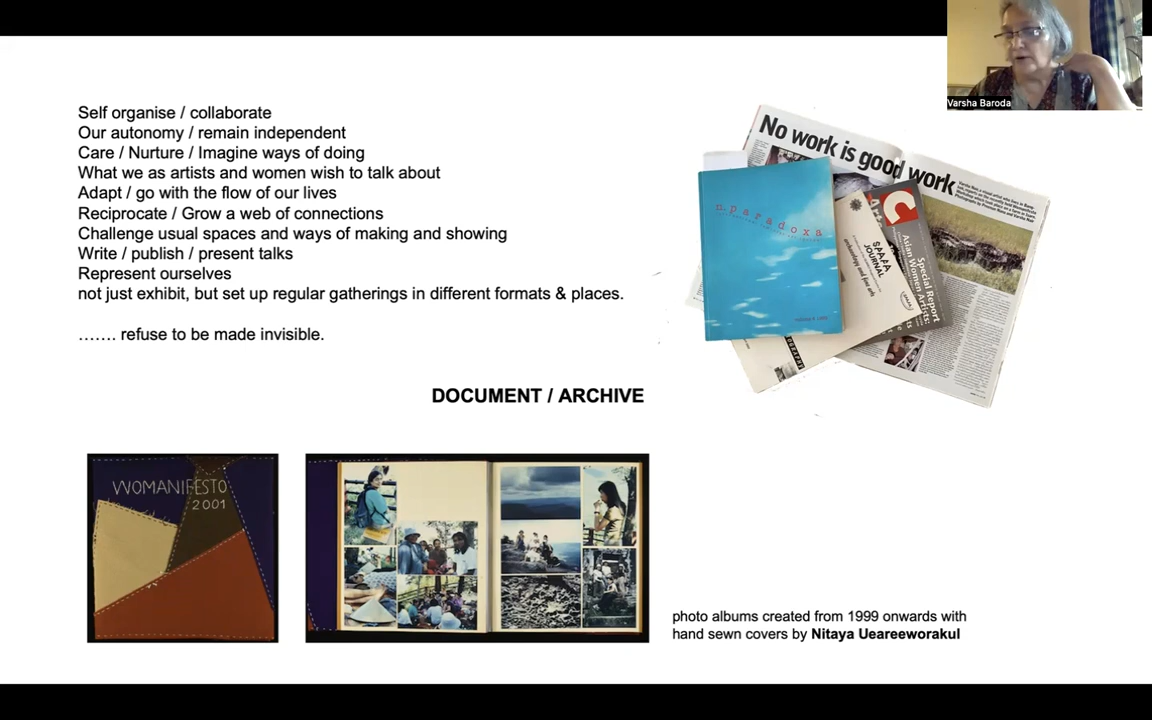 Varsha Baroda
Self organise / collaborate
Our autonomy / remain independent
Care / Nurture / Imagine ways of doing
What we as artists and women wish to talk about
Adapt / go with the flow of our lives
Reciprocate / Grow a web of connections
Challenge usual spaces and ways of making and showing
Write / publish / present talks
Represent ourselves
not just exhibit, but set up regular gatherings in different formats & places.
....... refuse to be made invisible.
No work is good work
n.paradoxa
SPAFA
JOURNAL
Special Report
Asian Women Artists:
DOCUMENT / ARCHIVE
WOMANIFESTO
2001
photo albums created from 1999 onwards with
hand sewn covers by Nitaya Ueareeworakul